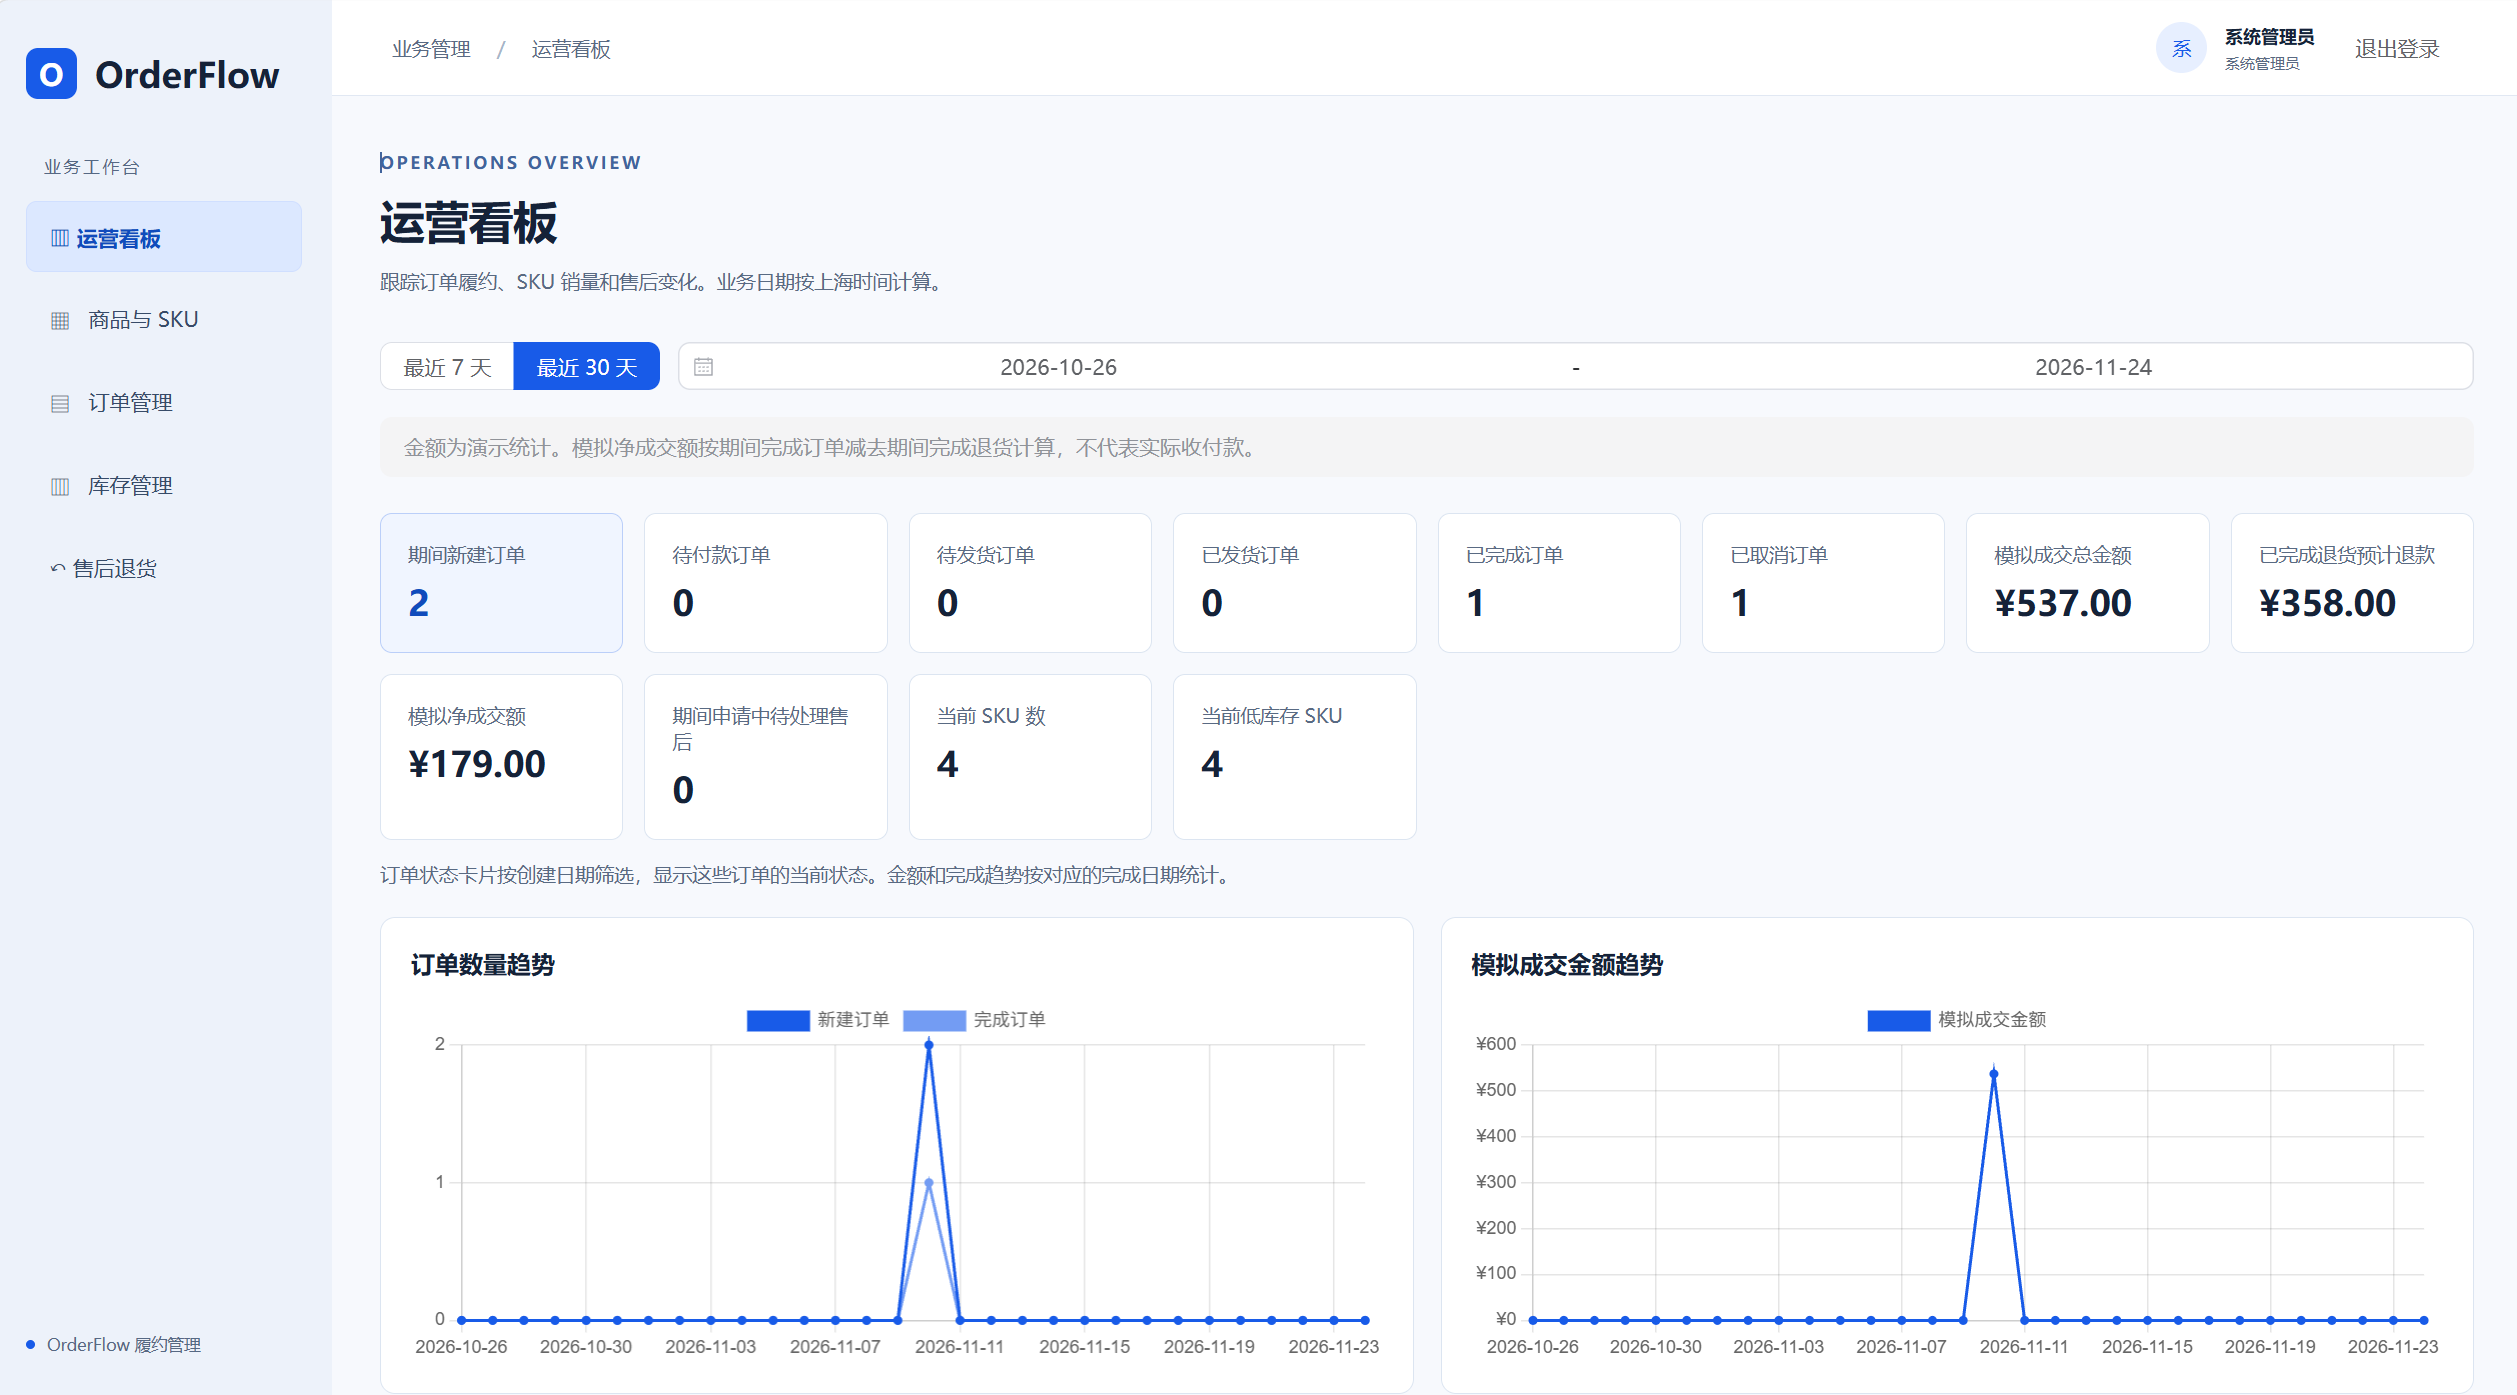 O OrderFlow
业务工作台
运营看板
商品与 SKU
订单管理
库存管理
售后退货
OrderFlow 履约管理
业务管理 / 运营看板
系 系统管理员
系统管理员
退出登录
OPERATIONS OVERVIEW
运营看板
跟踪订单履约、SKU 销量和售后变化。业务日期按上海时间计算。
最近 7 天 最近 30 天 2026-10-26 - 2026-11-24
金额为演示统计。模拟净成交额按期间完成订单减去期间完成退货计算，不代表实际收付款。
期间新建订单
2
待付款订单
0
待发货订单
0
已发货订单
0
已完成订单
1
已取消订单
1
模拟成交总金额
¥537.00
已完成退货预计退款
¥358.00
模拟净成交额
¥179.00
期间申请中待处理售
后
0
当前 SKU 数
4
当前低库存 SKU
4
订单状态卡片按创建日期筛选，显示这些订单的当前状态。金额和完成趋势按对应的完成日期统计。
订单数量趋势
新建订单 完成订单
2
1
0
2026-10-26 2026-10-30 2026-11-03 2026-11-07 2026-11-11 2026-11-15 2026-11-19 2026-11-23
模拟成交金额趋势
模拟成交金额
¥600
¥500
¥400
¥300
¥200
¥100
¥0
2026-10-26 2026-10-30 2026-11-03 2026-11-07 2026-11-11 2026-11-15 2026-11-19 2026-11-23